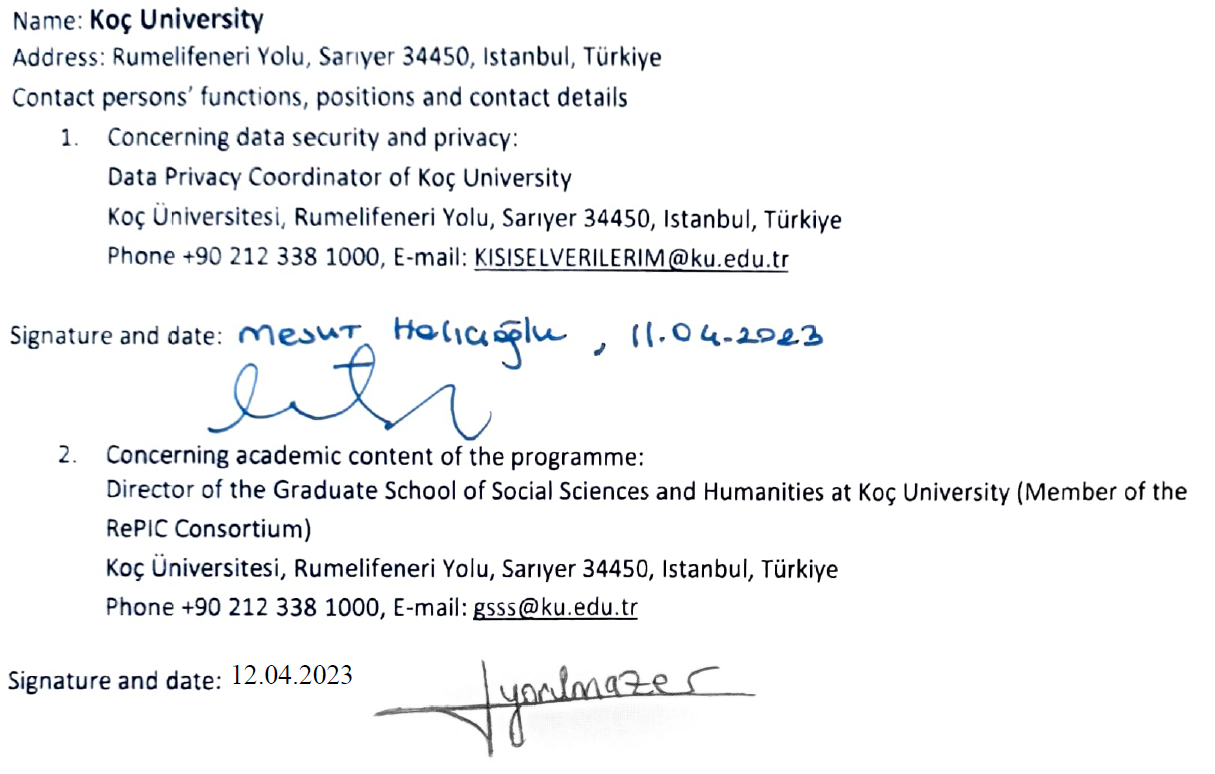 Name: Koç University
Address: Rumelifeneri Yolu, Sarıyer 34450, Istanbul, Türkiye
Contact persons' functions, positions and contact details
1. Concerning data security and privacy:
Data Privacy Coordinator of Koç University
Koç Üniversitesi, Rumelifeneri Yolu, Sarıyer 34450, Istanbul, Türkiye
Phone +90 212 338 1000, E-mail: KISISELVERILERIM@ku.edu.tr
Signature and date: Mesut Halıcıoğlu, 11.04.2023
2. Concerning academic content of the programme:
Director of the Graduate School of Social Sciences and Humanities at Koç University (Member of the
RePIC Consortium)
Koç Üniversitesi, Rumelifeneri Yolu, Sarıyer 34450, Istanbul, Türkiye
Phone +90 212 338 1000, E-mail: gsss@ku.edu.tr
Signature and date: 12.04.2023